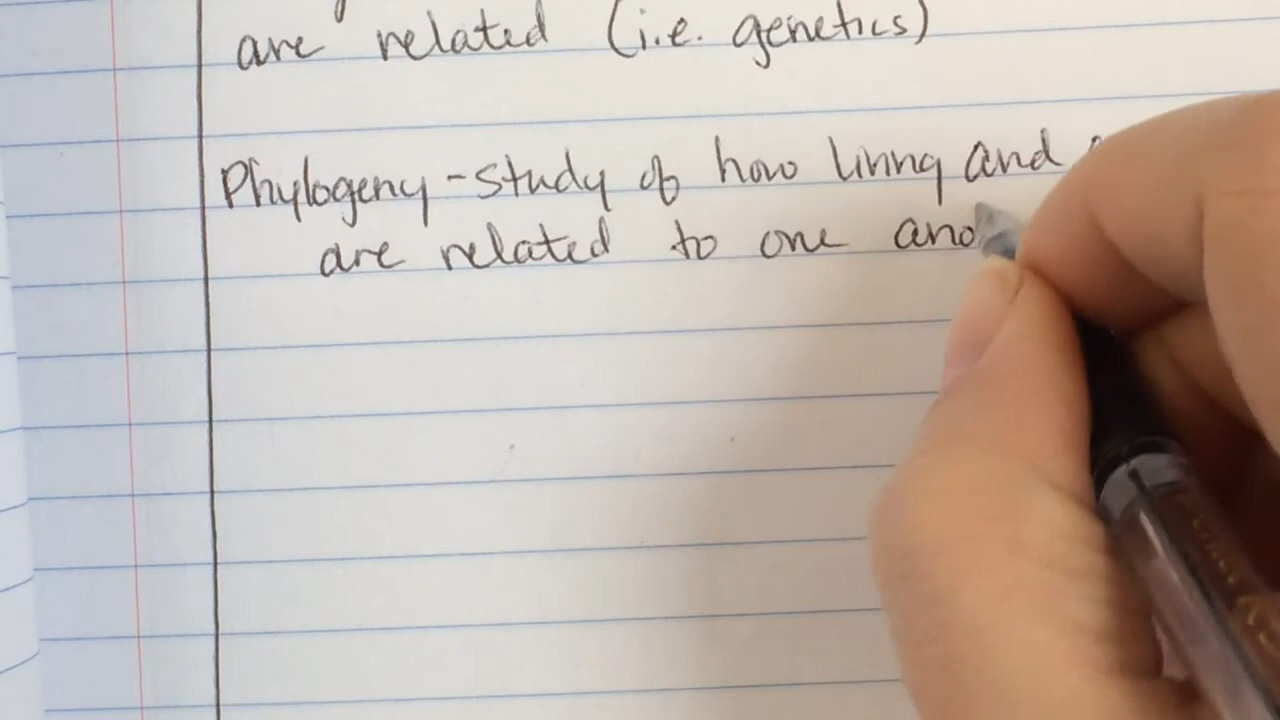 are related (i.e. genetics)
Phylogeny - study of how living and
are related to one ano